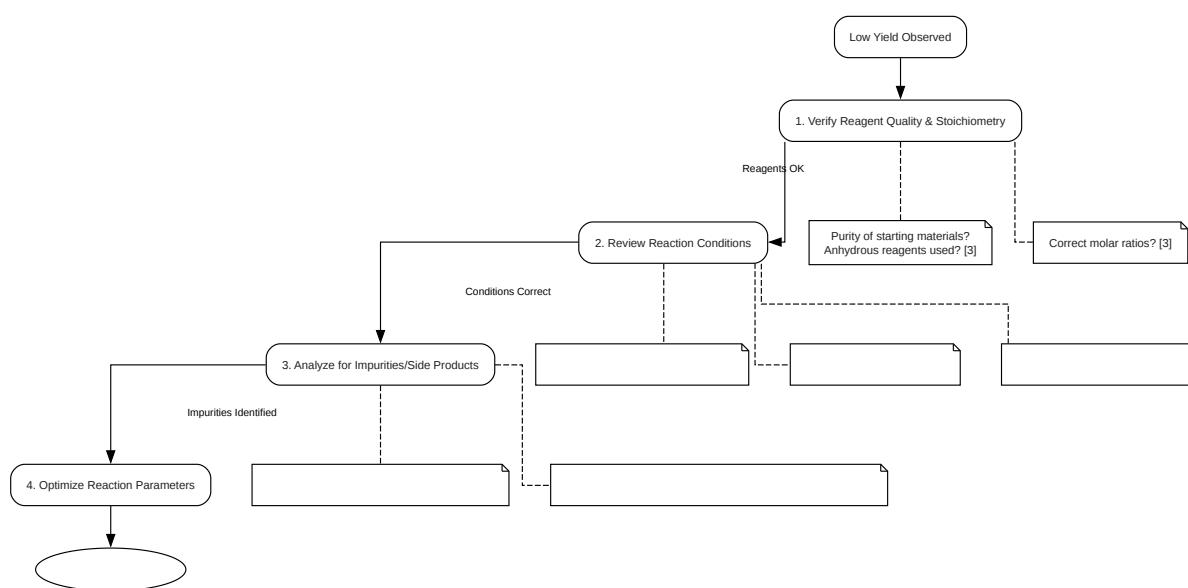 Low Yield Observed
1. Verify Reagent Quality & Stoichiometry
Reagents OK
2. Review Reaction Conditions
Purity of starting materials?
Anhydrous reagents used? [3]
Correct molar ratios? [3]
Conditions Correct
3. Analyze for Impurities/Side Products
Impurities Identified
4. Optimize Reaction Parameters